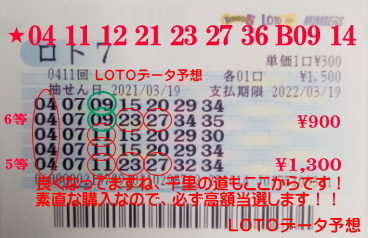 BINGO5 LOTO NUMBERS
★04 11 12 21 23 27 36 B09 14
ロト7 単価1口¥300
0411回 LOTOデータ予想 各01口 ¥1,500
抽せん日 2021/03/19 支払期限 2022/03/19
04 07 09 15 20 29 34
6等 04 07 09 23 27 34 35 ¥900
04 07 11 15 20 29 34
04 07 11 15
5等 04 07 11 23 27 32 34 ¥1,300
良くなってますね、千里の道もここからです！
素直な購入なので、必ず高額当選します！！
LOTOデータ予想